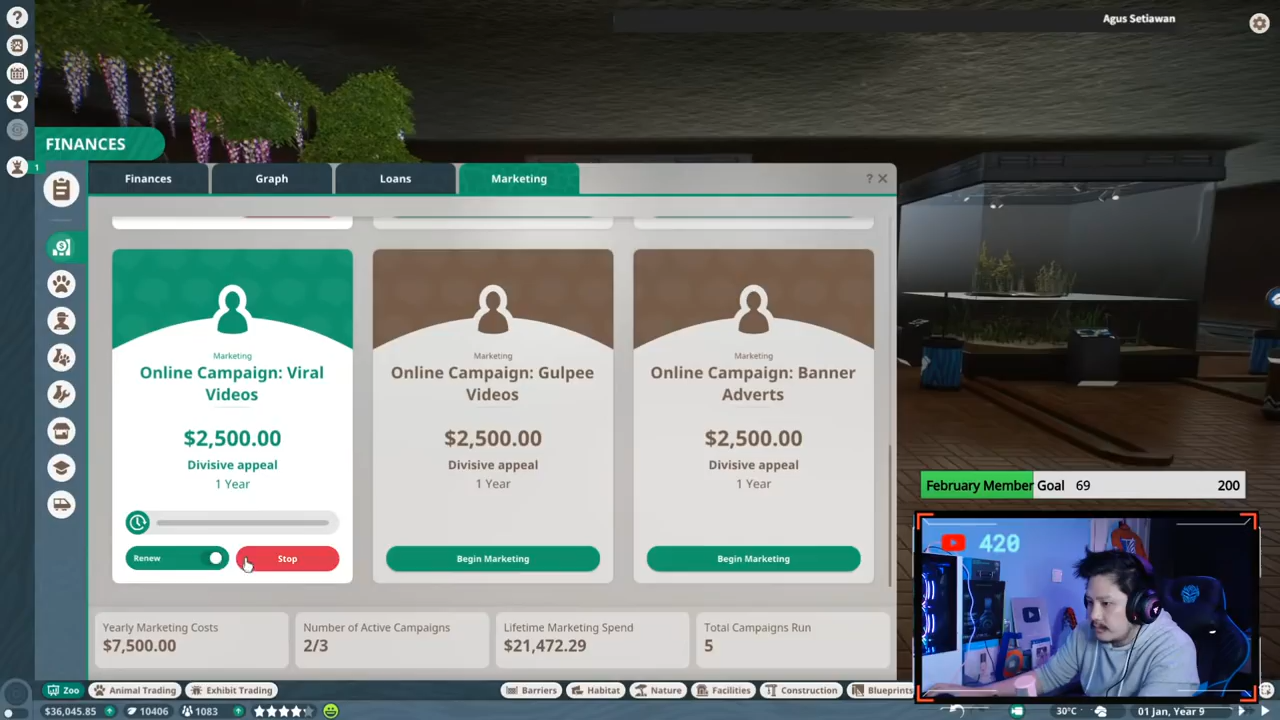 Agus Setiawan
FINANCES
1
Finances
Graph
Loans
Marketing
?
Marketing
Online Campaign: Viral
Videos
$2,500.00
Divisive appeal
1 Year
Renew
Stop
Marketing
Online Campaign: Gulpee
Videos
$2,500.00
Divisive appeal
1 Year
Begin Marketing
Marketing
Online Campaign: Banner
Adverts
$2,500.00
Divisive appeal
1 Year
Begin Marketing
February Member Goal 69 200
420
Yearly Marketing Costs
$7,500.00
Number of Active Campaigns
2/3
Lifetime Marketing Spend
$21,472.29
Total Campaigns Run
5
Zoo
Animal Trading
Exhibit Trading
Barriers
Habitat
Nature
Facilities
Construction
Blueprints
$36,045.85
10406
1083
30°C
01 Jan, Year 9